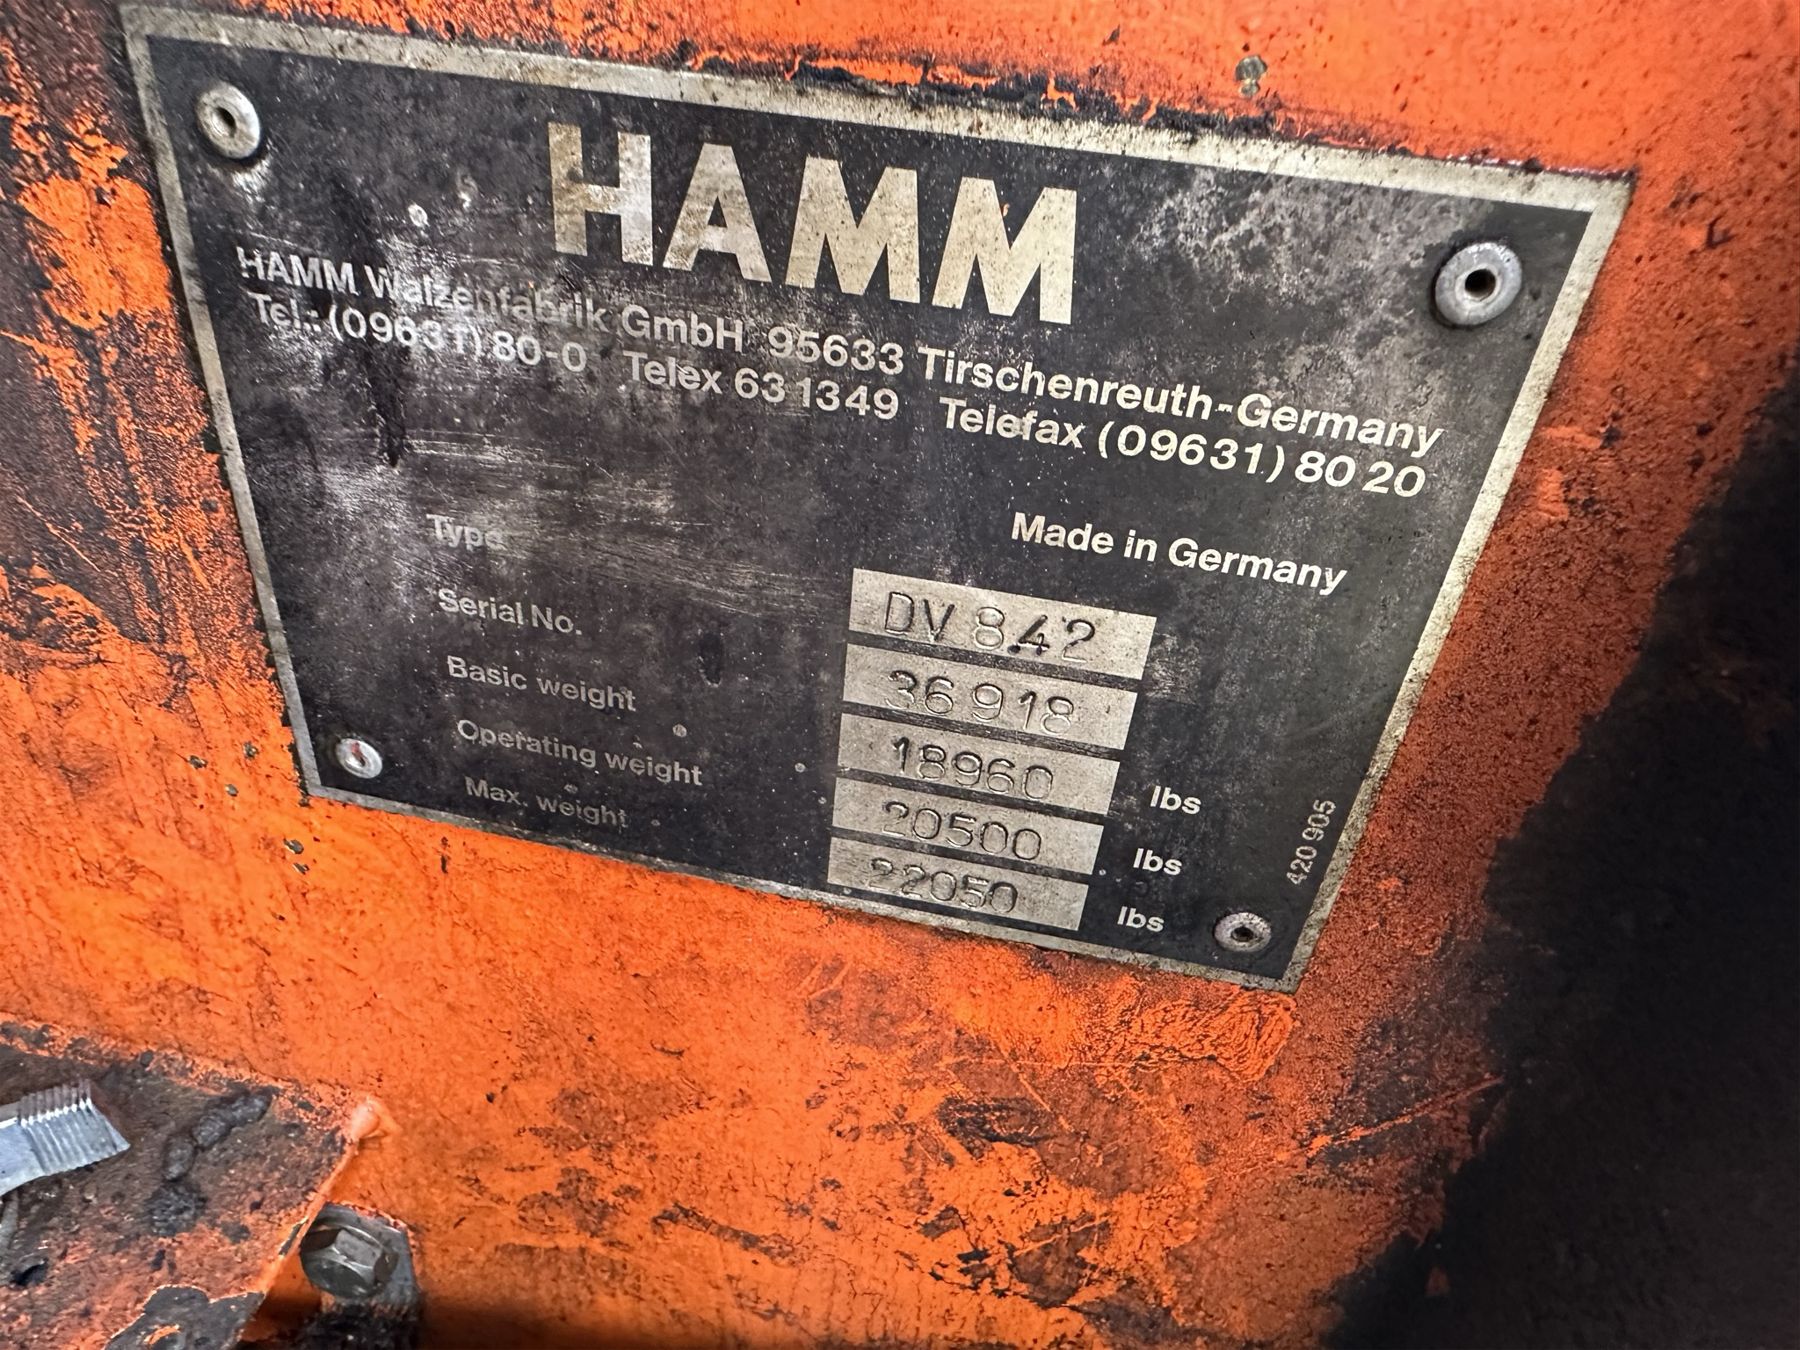 HAMM
HAMM Walzenfabrik GmbH 95633 Tirschenreuth-Germany
Tel.: (09631) 80-0 Telex 631349 Telefax (09631) 80 20
Made in Germany
Type DV 8.42
Serial No. 36918
Basic weight 18960 lbs
Operating weight 20500 lbs
Max. weight 22050 lbs
420 905